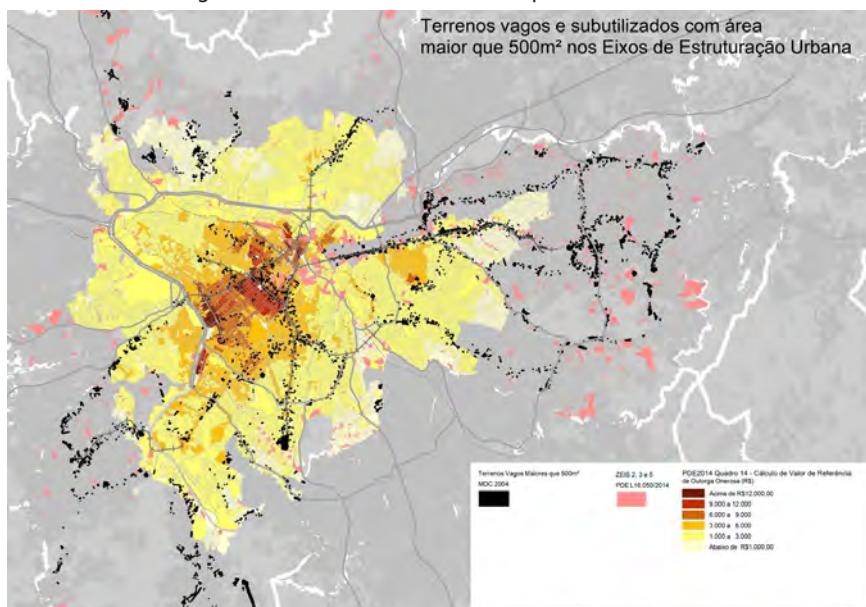 Terrenos vagos e subutilizados com área
maior que 500m² nos Eixos de Estruturação Urbana
Terrenos Vagos Maiores que 500m²
MDC 2004
ZEIS 2, 3 e 5
PDE L16.050/2014
PDE2014 Quadro 14 - Cálculo de Valor de Referência
de Outorga Onerosa (R$)
Acima de R$12.000,00
9.000 a 12.000
6.000 a 9.000
3.000 a 6.000
1.000 a 3.000
Abaixo de R$1.000,00